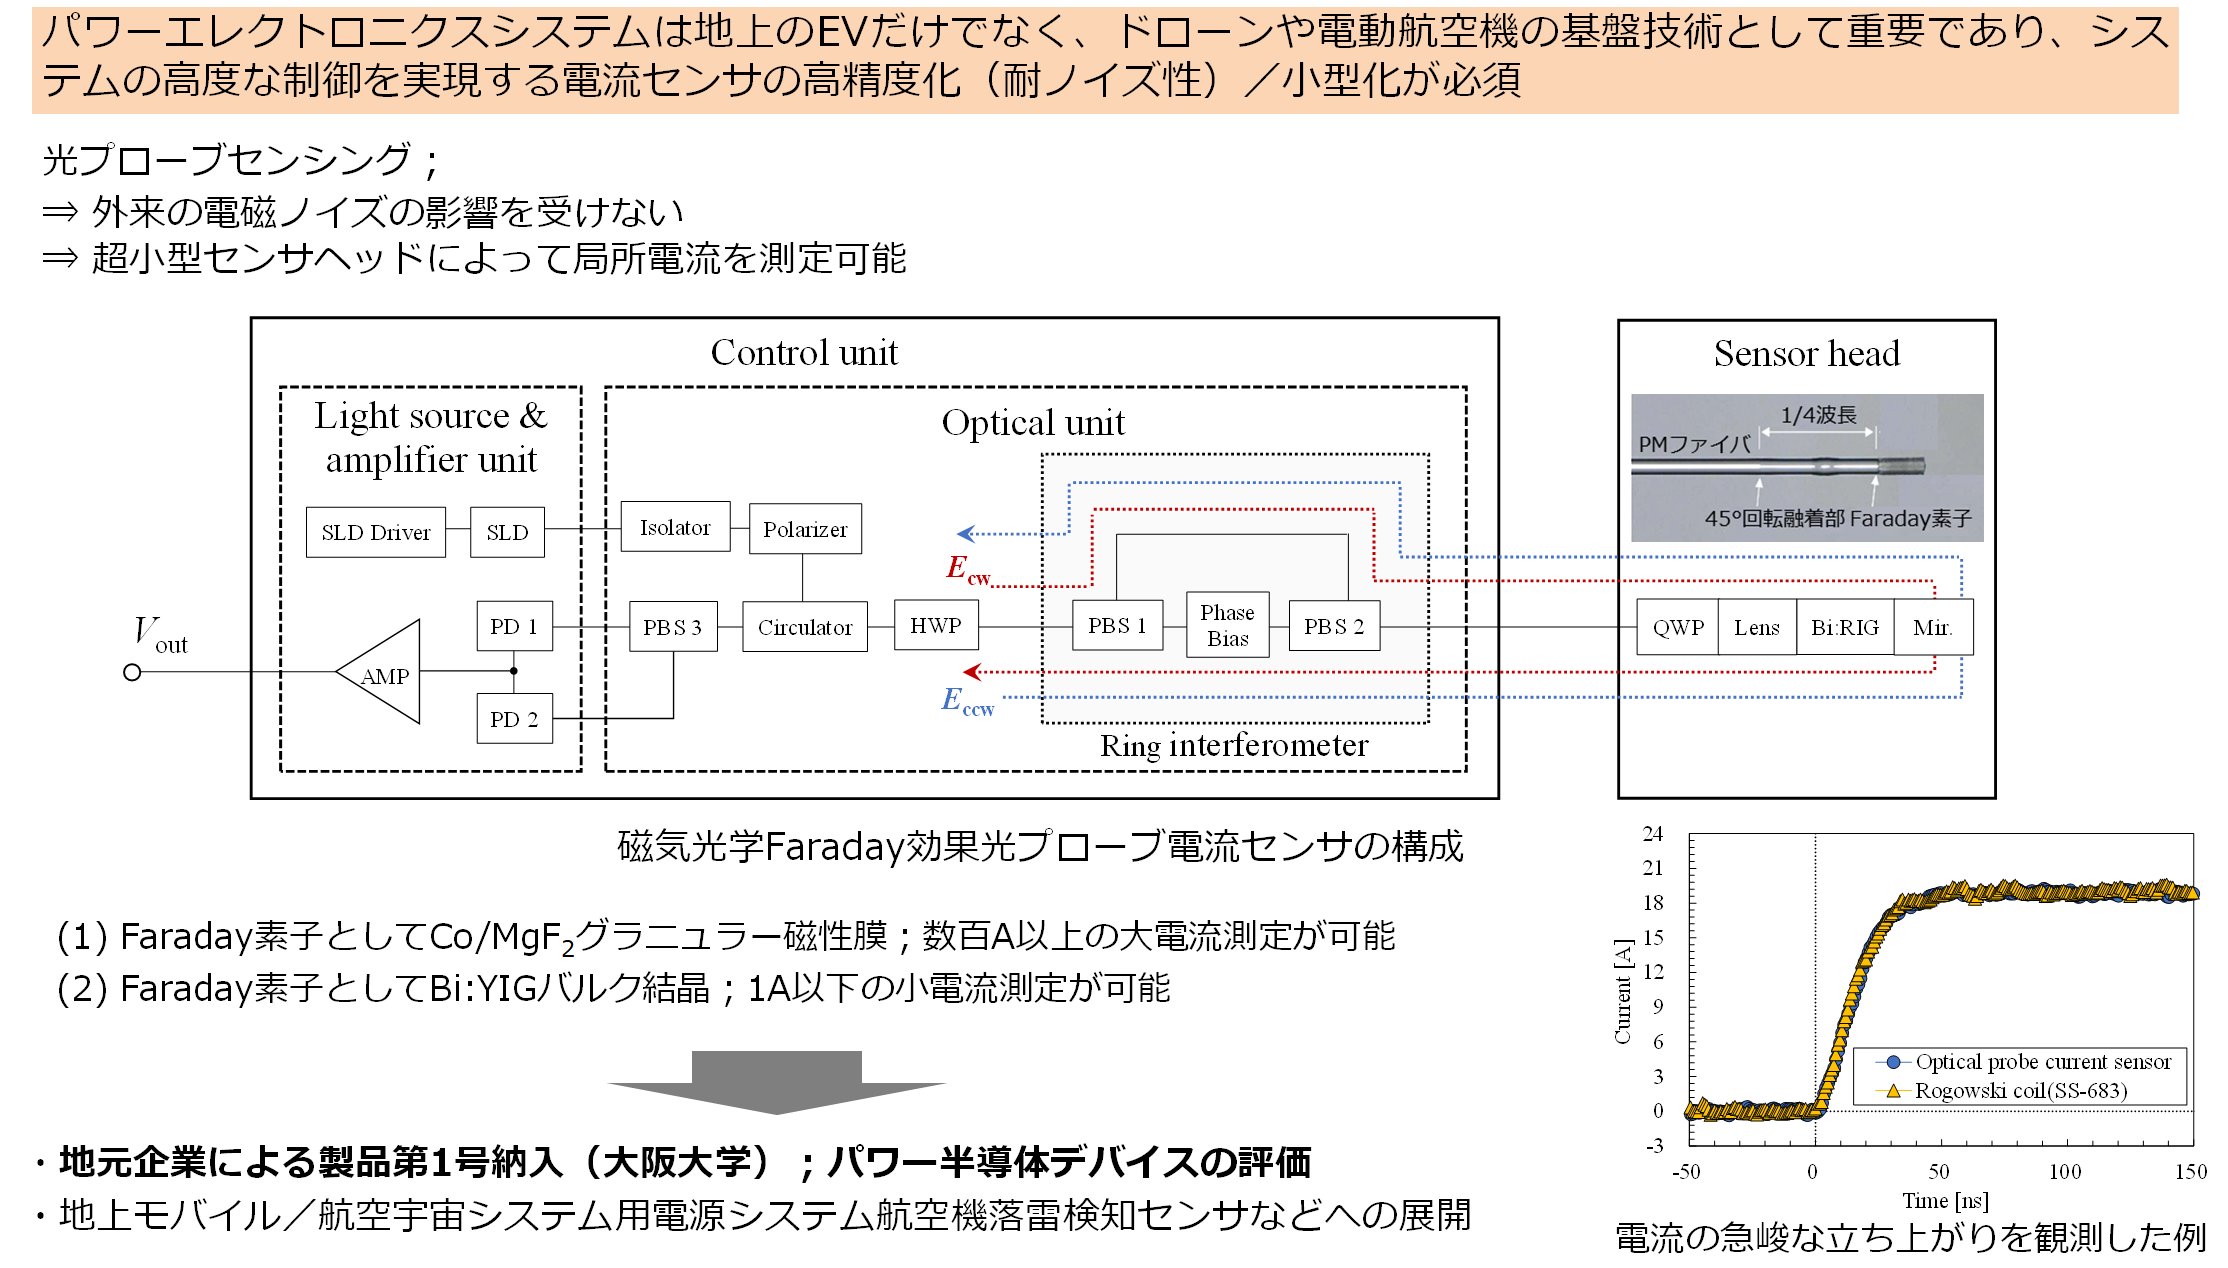 パワーエレクトロニクスシステムは地上のEVだけでなく、ドローンや電動航空機の基盤技術として重要であり、シス
テムの高度な制御を実現する電流センサの高精度化（耐ノイズ性）／小型化が必須
光プローブセンシング；
⇒ 外来の電磁ノイズの影響を受けない
⇒ 超小型センサヘッドによって局所電流を測定可能
Control unit
Light source &
amplifier unit
Optical unit
SLD Driver
SLD
Isolator
Polarizer
Ecw
PD 1
PBS 3
Circulator
HWP
PBS 1
Phase
Bias
PBS 2
Vout
AMP
PD 2
Eccw
Ring interferometer
Sensor head
1/4波長
PMファイバ
45°回転融着部 Faraday素子
QWP
Lens
Bi:RIG
Mir.
磁気光学Faraday効果光プローブ電流センサの構成
(1) Faraday素子としてCo/MgF2グラニュラー磁性膜；数百A以上の大電流測定が可能
(2) Faraday素子としてBi:YIGバルク結晶；1A以下の小電流測定が可能
・地元企業による製品第1号納入（大阪大学）；パワー半導体デバイスの評価
・地上モバイル／航空宇宙システム用電源システム航空機落雷検知センサなどへの展開
Current [A]
24
21
18
15
12
9
6
3
0
-3
Optical probe current sensor
Rogowski coil(SS-683)
-50
0
50
100
150
Time [ns]
電流の急峻な立ち上がりを観測した例